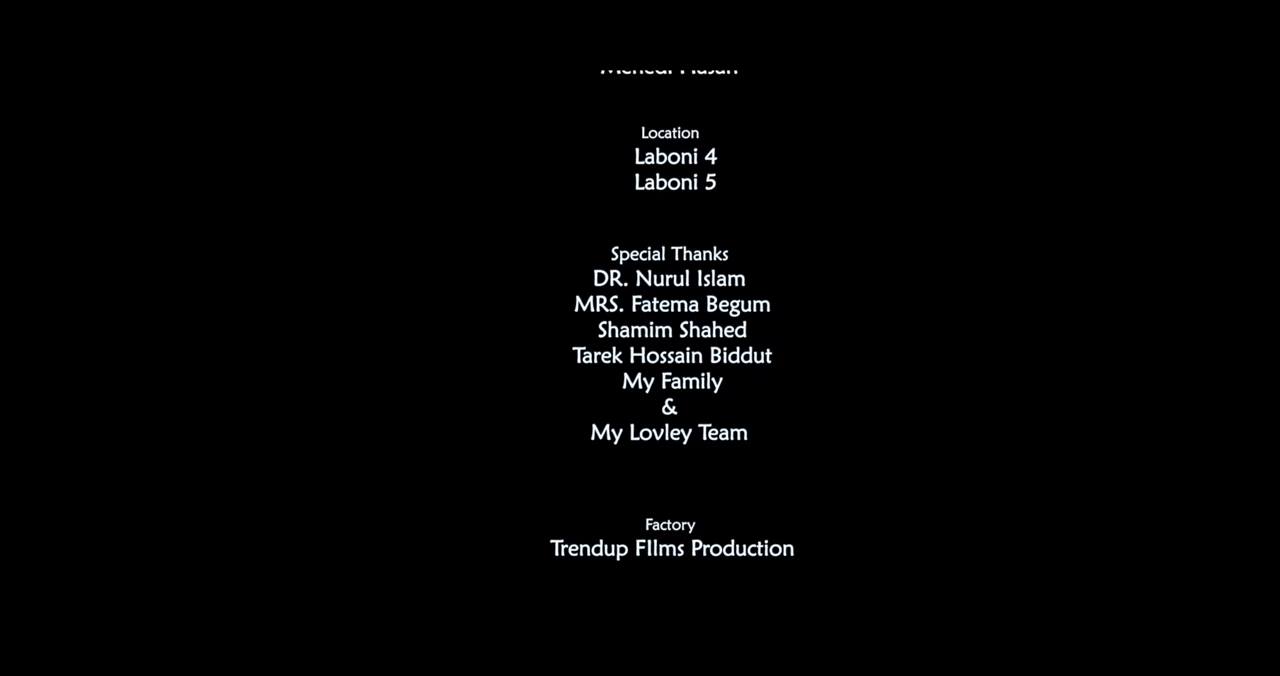 Location
Laboni 4
Laboni 5
Special Thanks
DR. Nurul Islam
MRS. Fatema Begum
Shamim Shahed
Tarek Hossain Biddut
My Family
&
My Lovley Team
Factory
Trendup FIlms Production